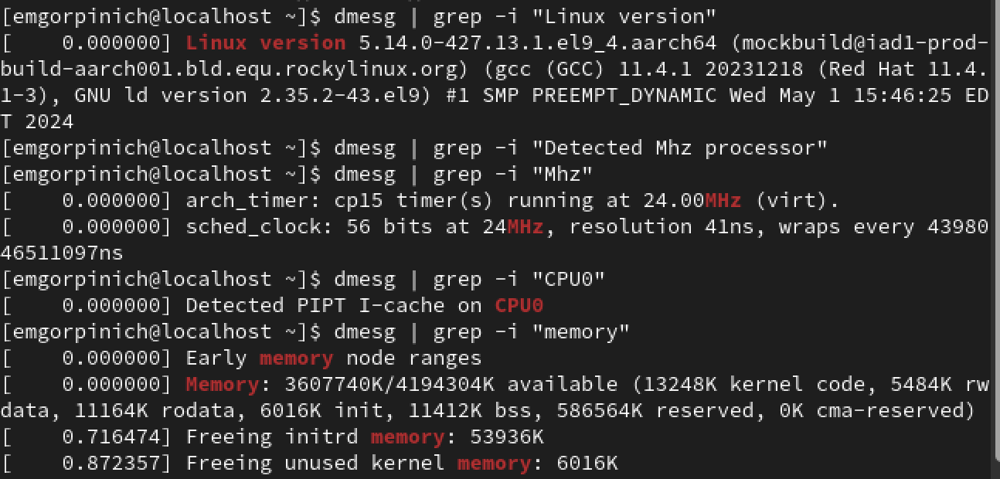 [emgorpinich@localhost ~]$ dmesg | grep -i "Linux version"
[    0.000000] Linux version 5.14.0-427.13.1.el9_4.aarch64 (mockbuild@iad1-prod-
build-aarch001.bld.equ.rockylinux.org) (gcc (GCC) 11.4.1 20231218 (Red Hat 11.4.
1-3), GNU ld version 2.35.2-43.el9) #1 SMP PREEMPT_DYNAMIC Wed May 1 15:46:25 ED
T 2024
[emgorpinich@localhost ~]$ dmesg | grep -i "Detected Mhz processor"
[emgorpinich@localhost ~]$ dmesg | grep -i "Mhz"
[    0.000000] arch_timer: cp15 timer(s) running at 24.00MHz (virt).
[    0.000000] sched_clock: 56 bits at 24MHz, resolution 41ns, wraps every 43980
46511097ns
[emgorpinich@localhost ~]$ dmesg | grep -i "CPU0"
[    0.000000] Detected PIPT I-cache on CPU0
[emgorpinich@localhost ~]$ dmesg | grep -i "memory"
[    0.000000] Early memory node ranges
[    0.000000] Memory: 3607740K/4194304K available (13248K kernel code, 5484K rw
data, 11164K rodata, 6016K init, 11412K bss, 586564K reserved, 0K cma-reserved)
[    0.716474] Freeing initrd memory: 53936K
[    0.872357] Freeing unused kernel memory: 6016K